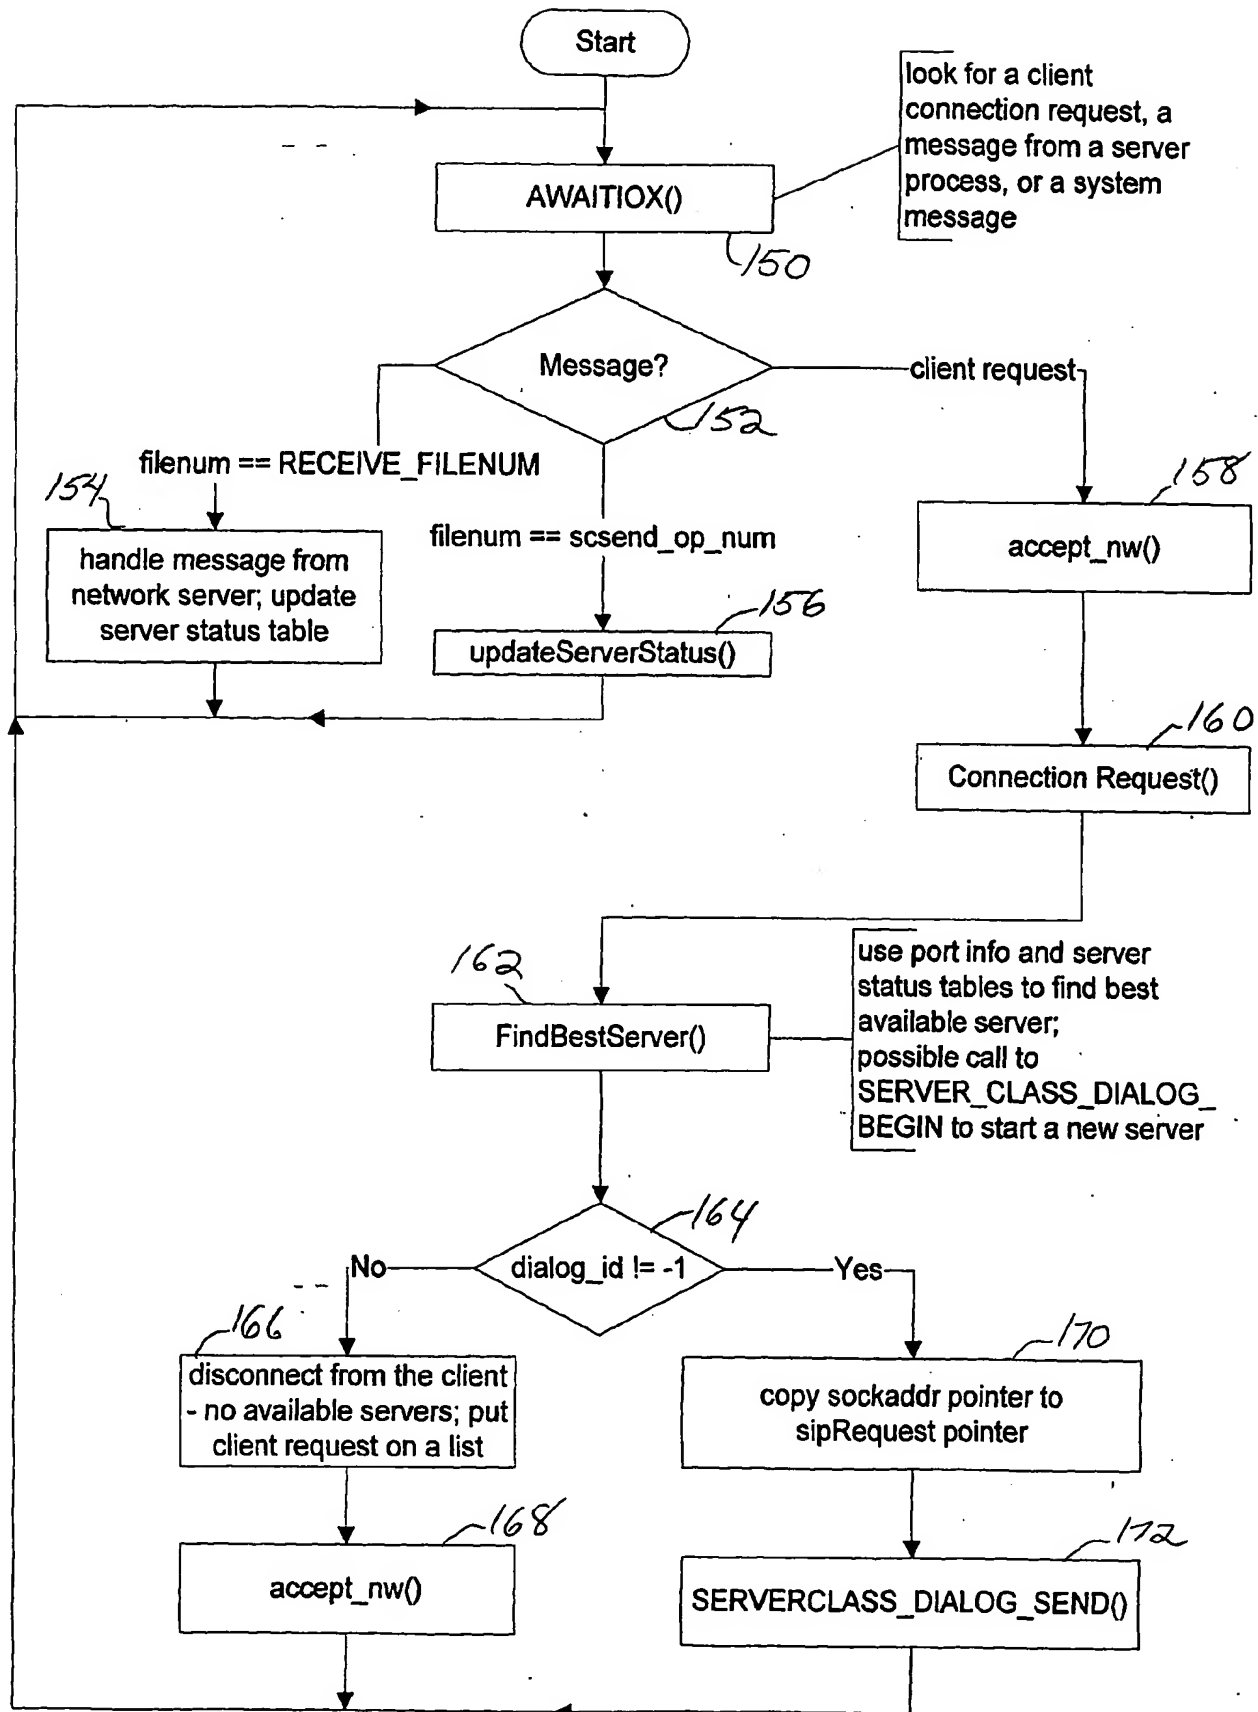 Start
look for a client
connection request, a
message from a server
process, or a system
message
AWAITIOX()
150
Message?
client request
152
filenum == RECEIVE_FILENUM
154
158
handle message from
network server; update
server status table
filenum == scsend_op_num
accept_nw()
156
updateServerStatus()
160
Connection Request()
162
FindBestServer()
use port info and server
status tables to find best
available server;
possible call to
SERVER_CLASS_DIALOG_
BEGIN to start a new server
164
No
dialog_id != -1
Yes
166
disconnect from the client
- no available servers; put
client request on a list
170
copy sockaddr pointer to
sipRequest pointer
168
accept_nw()
172
SERVERCLASS_DIALOG_SEND()